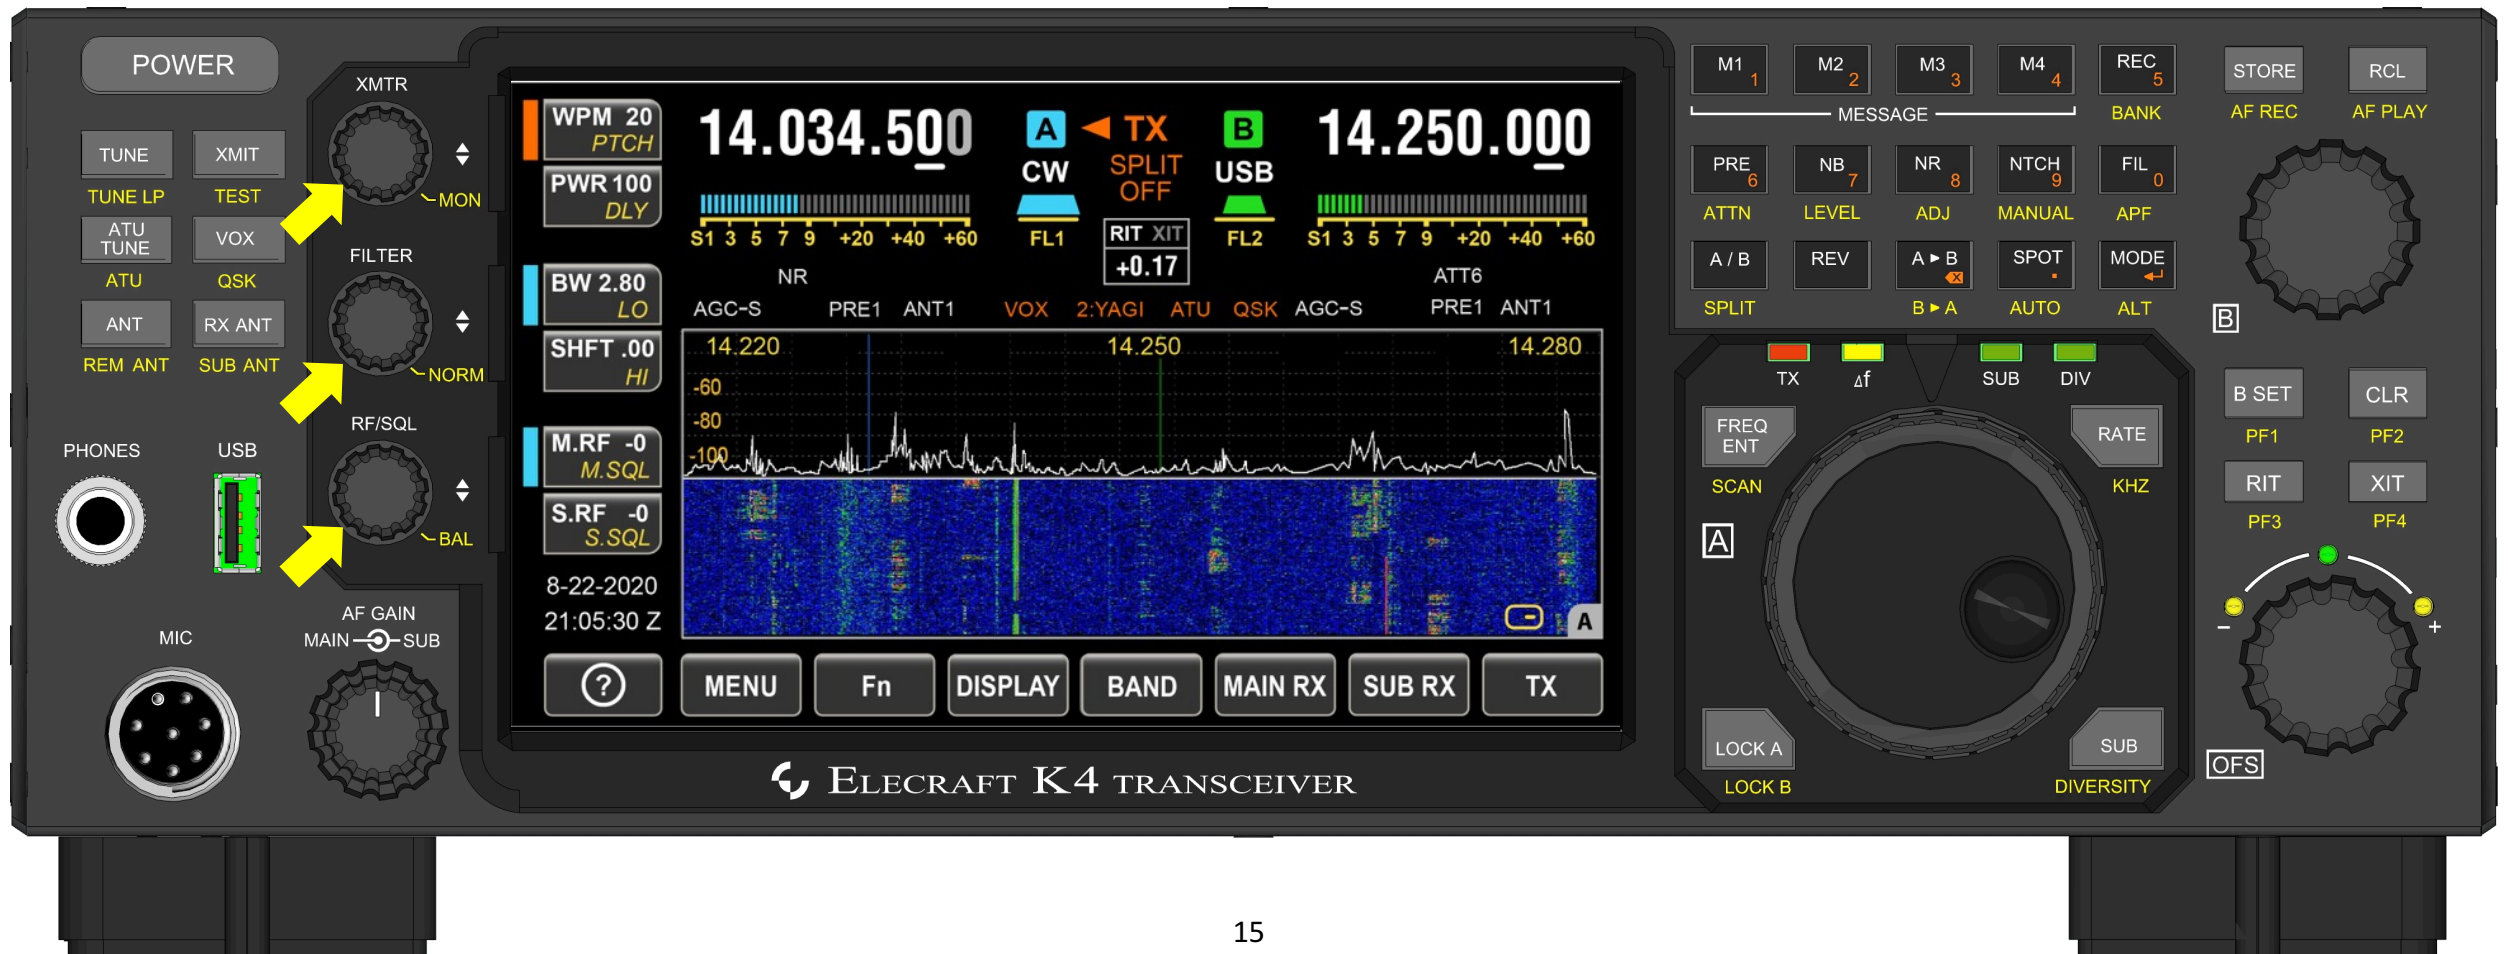 POWER
XMTR
TUNE
XMIT
TUNE LP
TEST
MON
ATU
TUNE
VOX
FILTER
ATU
QSK
ANT
RX ANT
REM ANT
SUB ANT
NORM
RF/SQL
PHONES
USB
BAL
MIC
AF GAIN
MAIN
SUB
WPM 20
PTCH
PWR 100
DLY
BW 2.80
LO
SHFT .00
HI
M.RF -0
M.SQL
S.RF -0
S.SQL
8-22-2020
21:05:30 Z
14.034.500
A
TX
B
14.250.000
CW
SPLIT
OFF
USB
S1 3 5 7 9 +20 +40 +60
FL1
RIT XIT
+0.17
FL2
S1 3 5 7 9 +20 +40 +60
NR
ATT6
AGC-S
PRE1
ANT1
VOX
2:YAGI
ATU
QSK
AGC-S
PRE1
ANT1
14.220
14.250
14.280
-60
-80
-100
A
?
MENU
Fn
DISPLAY
BAND
MAIN RX
SUB RX
TX
ELECRAFT K4 TRANSCEIVER
M1 1
M2 2
M3 3
M4 4
REC 5
MESSAGE
BANK
PRE 6
NB 7
NR 8
NTCH 9
FIL 0
ATTN
LEVEL
ADJ
MANUAL
APF
A / B
REV
A ► B
SPOT .
MODE
SPLIT
B ► A
AUTO
ALT
TX
Δf
SUB
DIV
FREQ
ENT
RATE
SCAN
KHZ
A
LOCK A
SUB
LOCK B
DIVERSITY
STORE
RCL
AF REC
AF PLAY
B
B SET
CLR
PF1
PF2
RIT
XIT
PF3
PF4
–
+
OFS
15